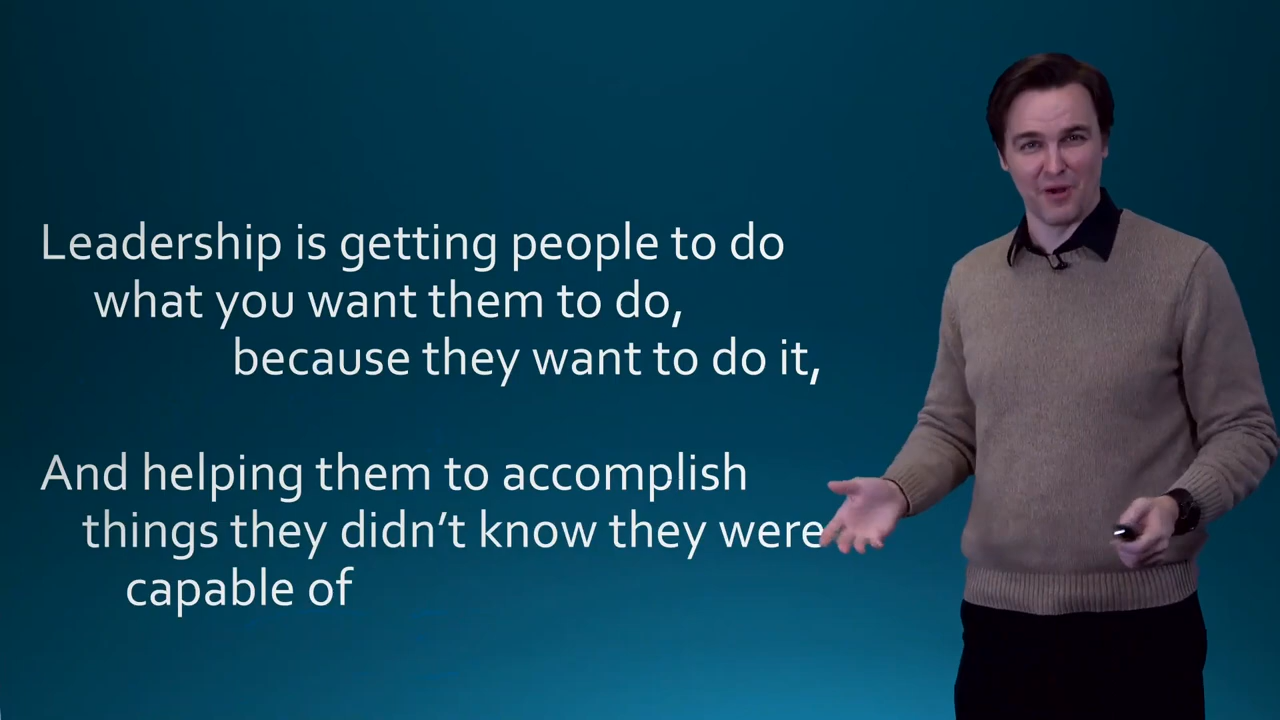 Leadership is getting people to do
what you want them to do,
because they want to do it,
And helping them to accomplish
things they didn’t know they were
capable of